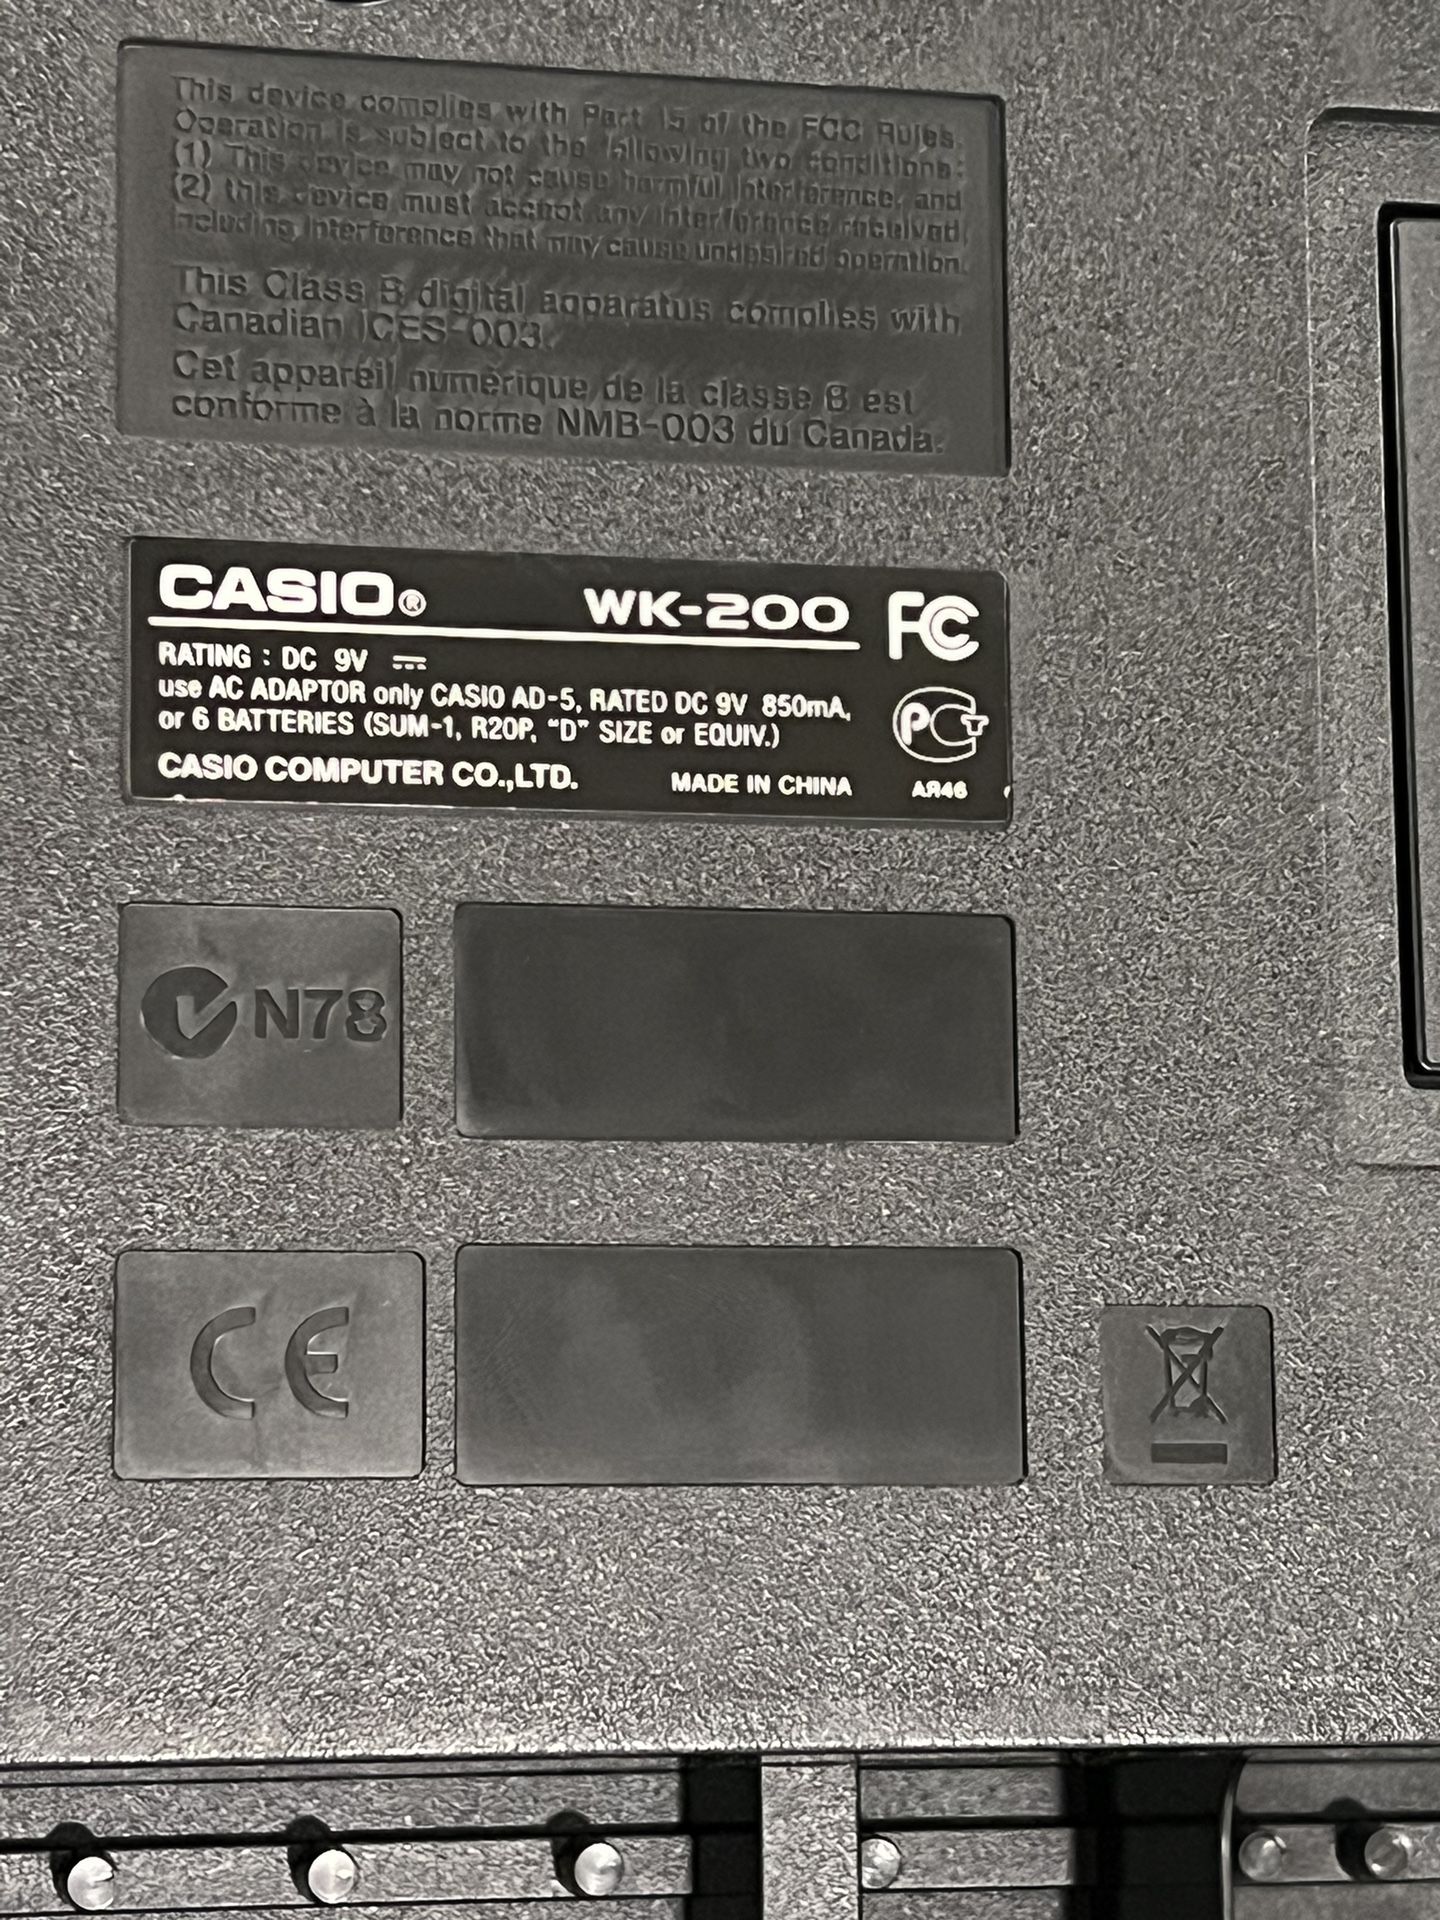 This device complies with Part 15 of the FCC Rules.
Operation is subject to the following two conditions:
(1) This device may not cause harmful interference, and
(2) this device must accept any interference received,
including interference that may cause undesired operation.
This Class B digital apparatus complies with
Canadian ICES-003.
Cet appareil numérique de la classe B est
conforme à la norme NMB-003 du Canada.
CASIO® WK-200 FC
RATING : DC 9V ⎓
use AC ADAPTOR only CASIO AD-5, RATED DC 9V 850mA,
or 6 BATTERIES (SUM-1, R20P, "D" SIZE or EQUIV.)
PCT
CASIO COMPUTER CO.,LTD. MADE IN CHINA АЯ46
N78
CE